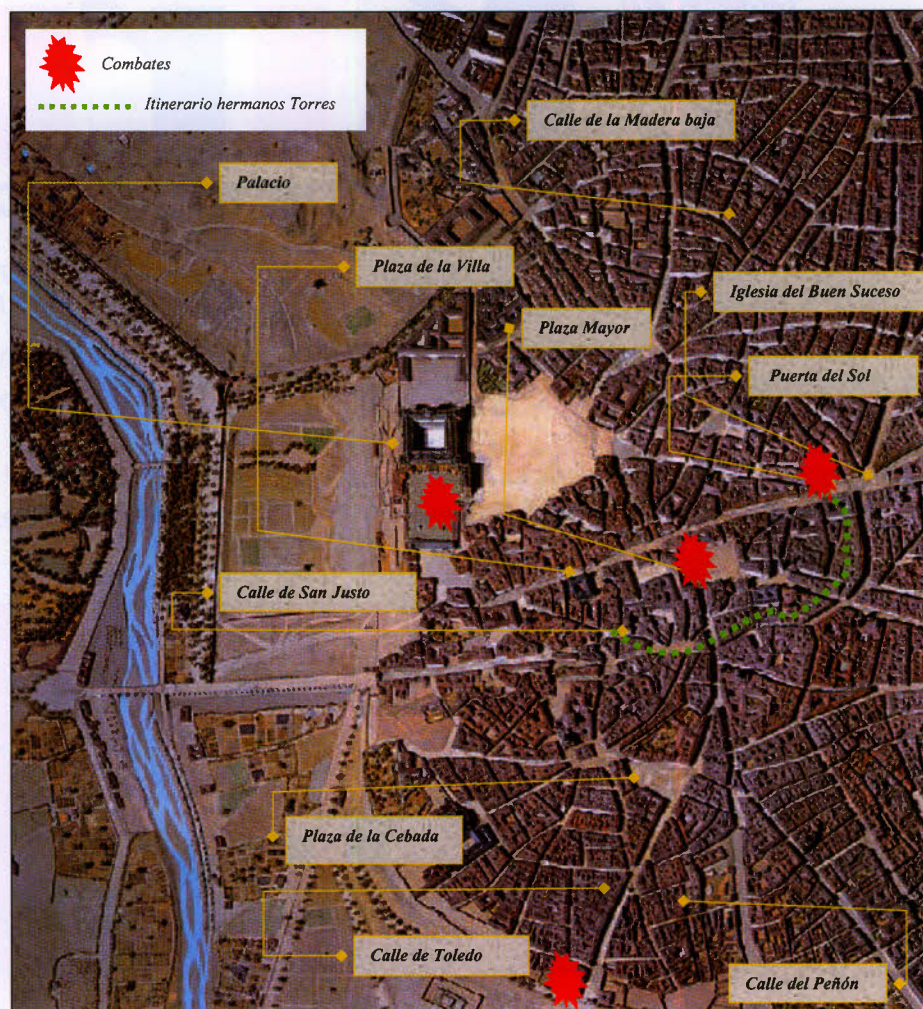 Combates
Itinerario hermanos Torres
Calle de la Madera baja
Palacio
Plaza de la Villa
Iglesia del Buen Suceso
Plaza Mayor
Puerta del Sol
Calle de San Justo
Plaza de la Cebada
Calle de Toledo
Calle del Peñón